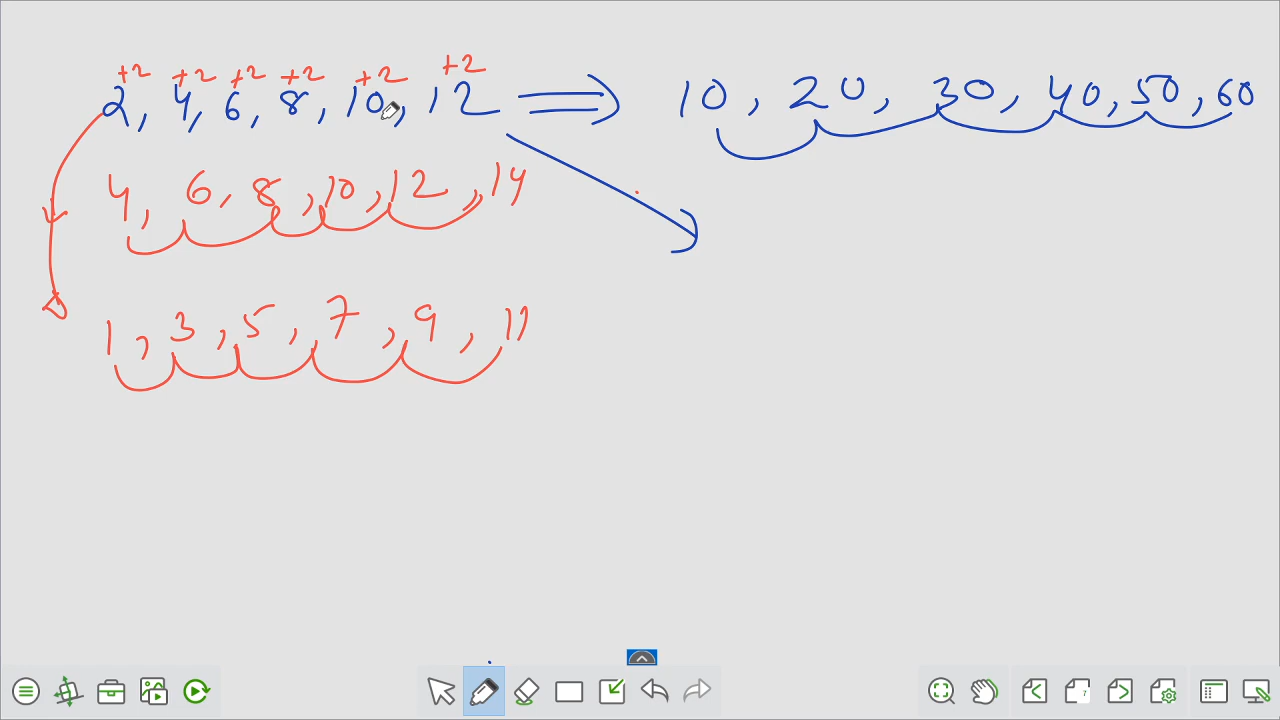 +2 +2 +2 +2 +2 +2
2, 4, 6, 8, 10, 12 ⟹ 10, 20, 30, 40, 50, 60
4, 6, 8, 10, 12, 14
1, 3, 5, 7, 9, 11